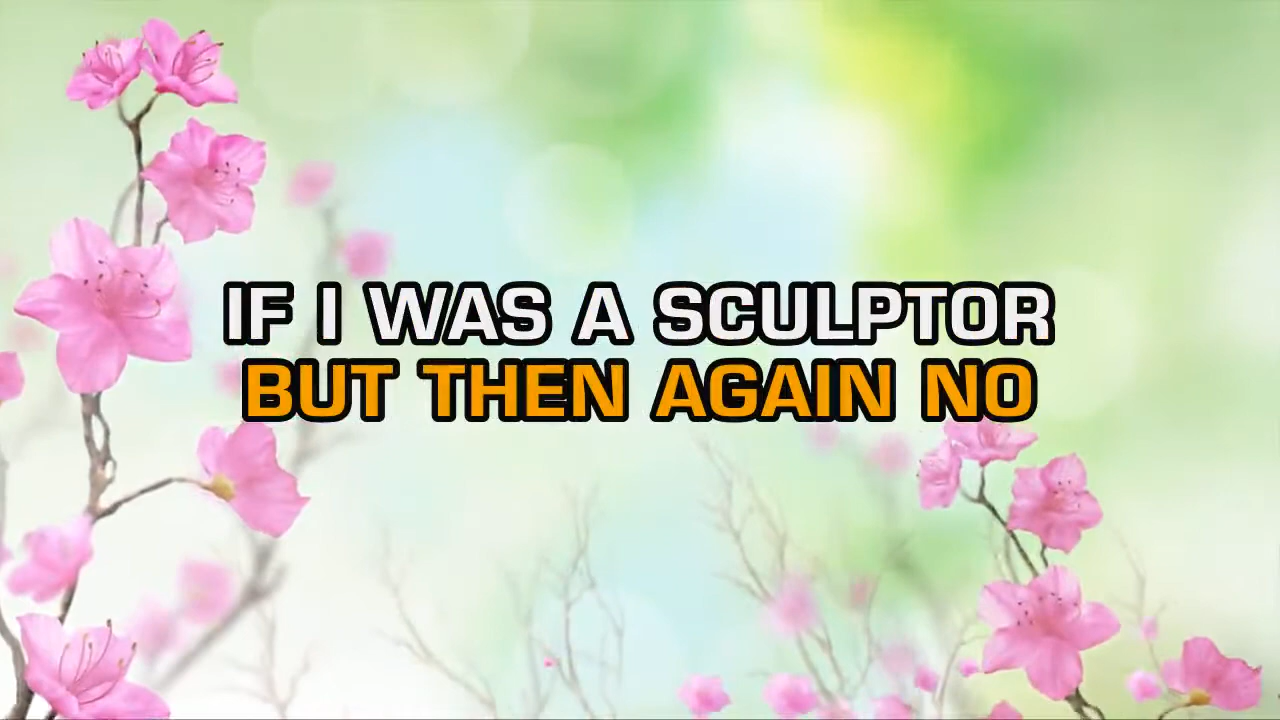 IF I WAS A SCULPTOR
BUT THEN AGAIN NO